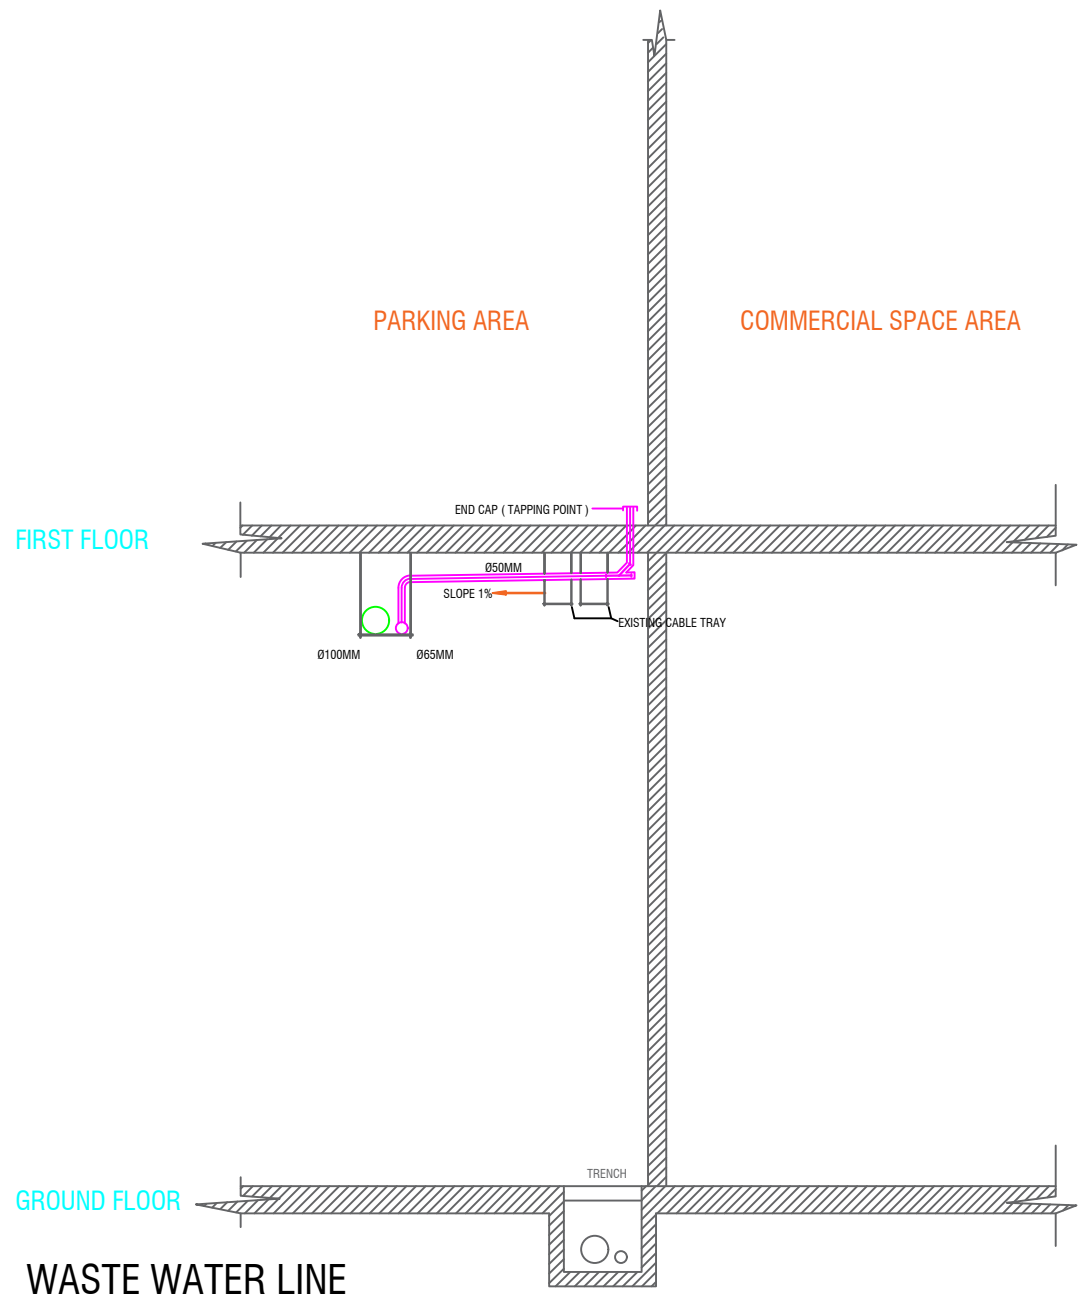 PARKING AREA
COMMERCIAL SPACE AREA
END CAP ( TAPPING POINT )
FIRST FLOOR
Ø50MM
SLOPE 1%
EXISTING CABLE TRAY
Ø100MM
Ø65MM
TRENCH
GROUND FLOOR
WASTE WATER LINE